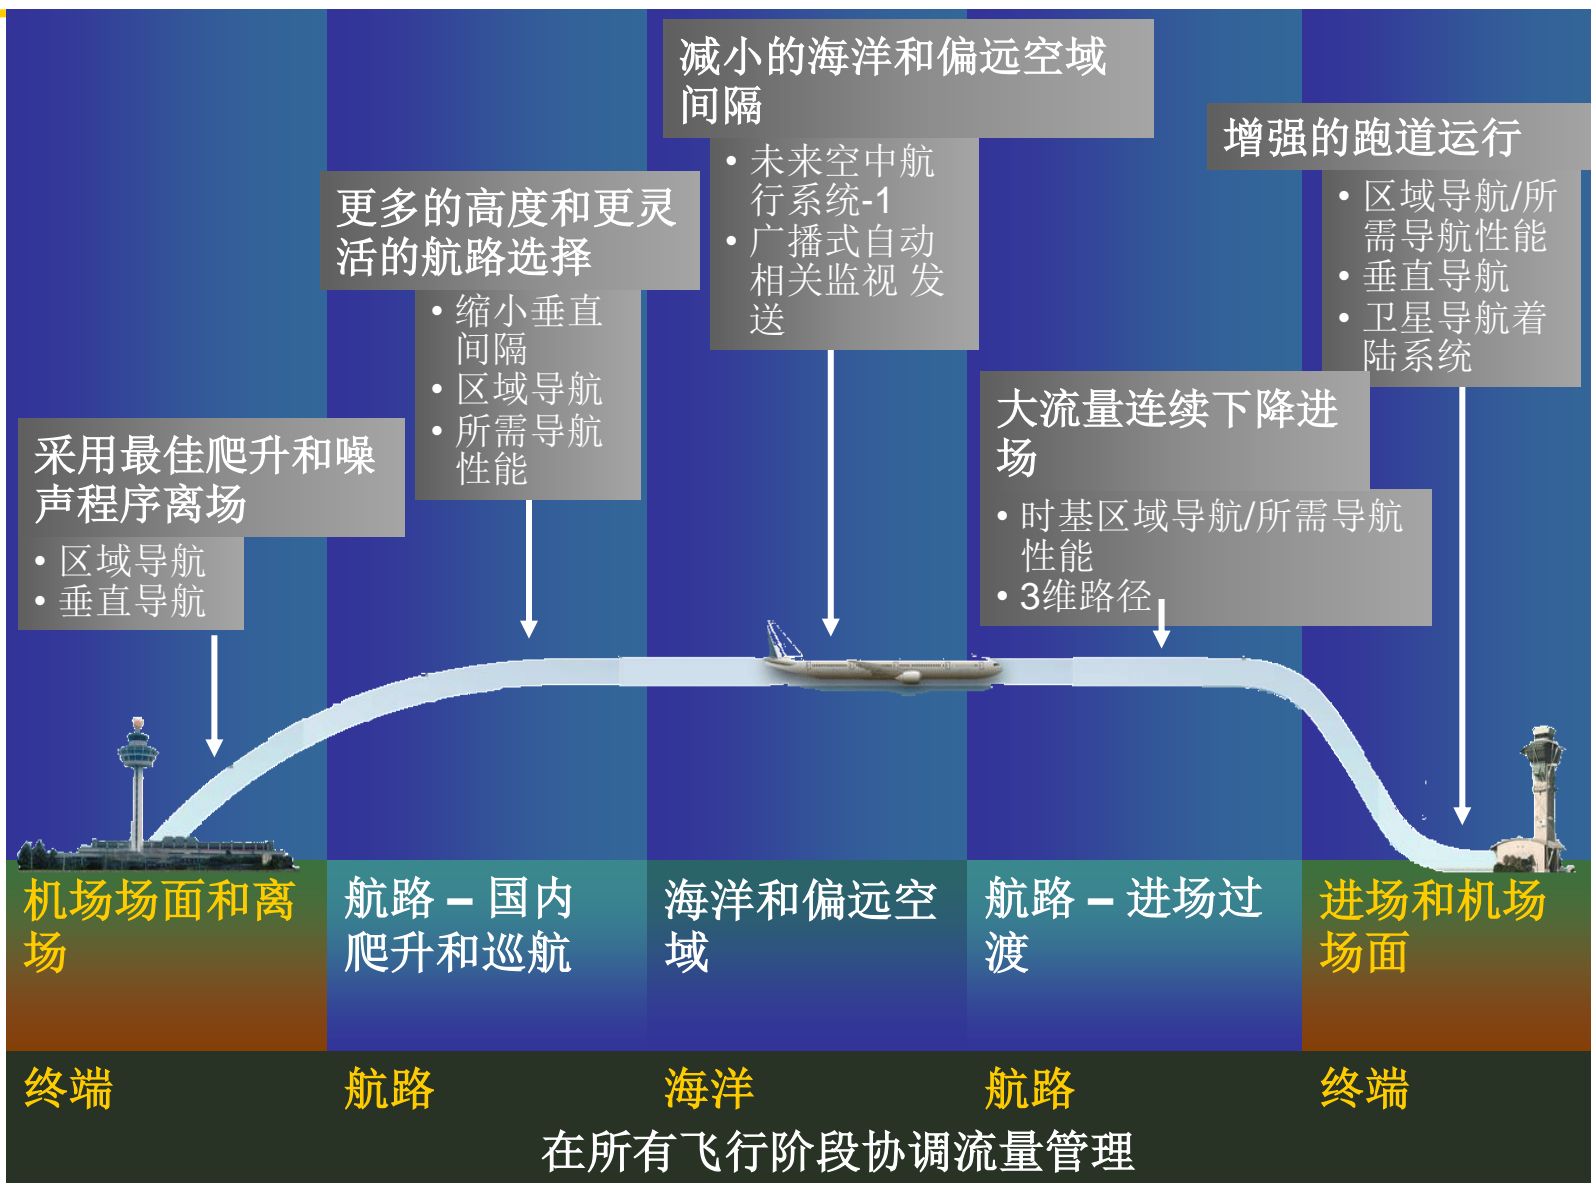 减小的海洋和偏远空域
间隔
• 未来空中航
行系统-1
• 广播式自动
相关监视 发
送
增强的跑道运行
• 区域导航/所
需导航性能
• 垂直导航
• 卫星导航着
陆系统
更多的高度和更灵
活的航路选择
• 缩小垂直
间隔
• 区域导航
• 所需导航
性能
大流量连续下降进
场
• 时基区域导航/所需导航
性能
• 3维路径
采用最佳爬升和噪
声程序离场
• 区域导航
• 垂直导航
机场场面和离
场
航路 – 国内
爬升和巡航
海洋和偏远空
域
航路 – 进场过
渡
进场和机场
场面
终端
航路
海洋
航路
终端
在所有飞行阶段协调流量管理